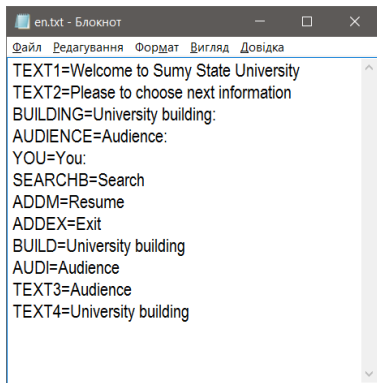 en.txt - Блокнот
Файл Редагування Формат Вигляд Довідка
TEXT1=Welcome to Sumy State University
TEXT2=Please to choose next information
BUILDING=University building:
AUDIENCE=Audience:
YOU=You:
SEARCHB=Search
ADDM=Resume
ADDEX=Exit
BUILD=University building
AUDI=Audience
TEXT3=Audience
TEXT4=University building